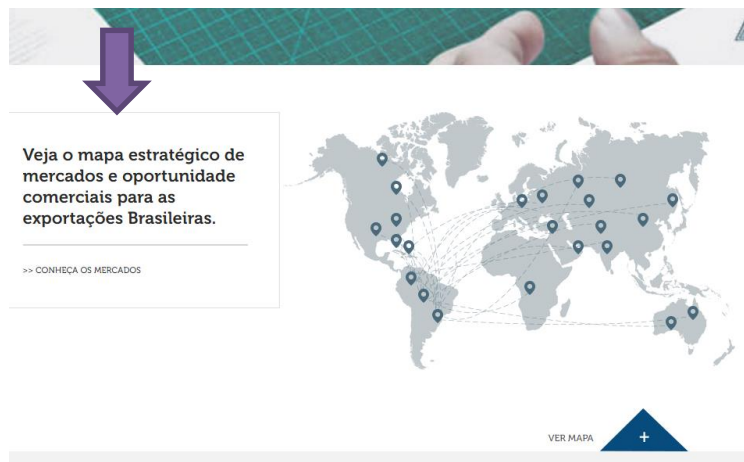 Veja o mapa estratégico de
mercados e oportunidade
comerciais para as
exportações Brasileiras.
>> CONHEÇA OS MERCADOS
VER MAPA
+